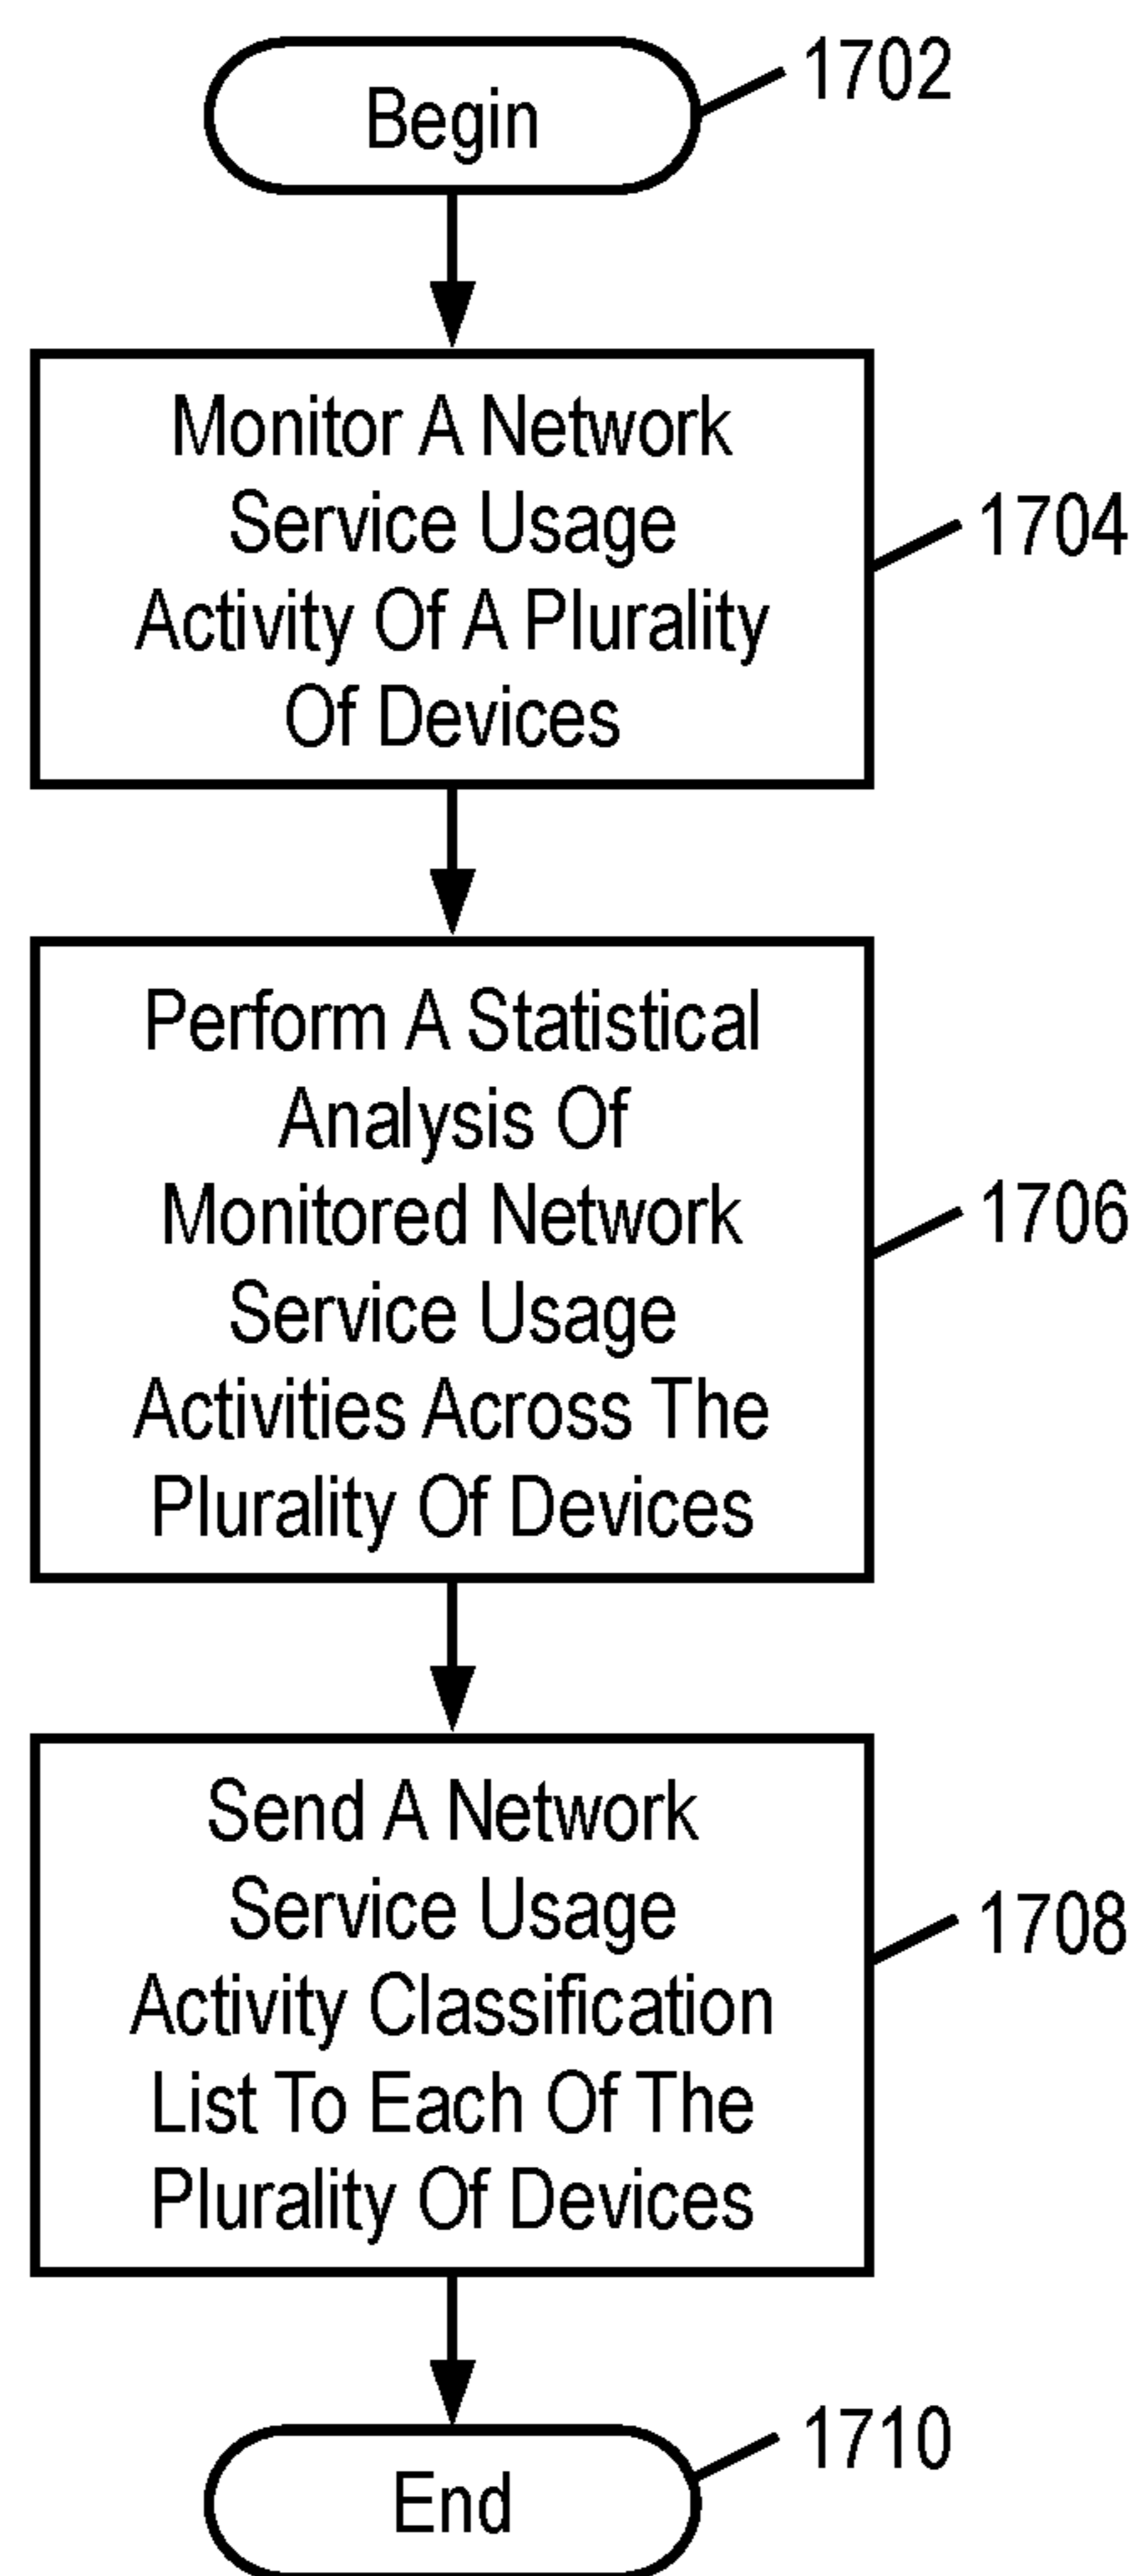 Begin
1702
Monitor A Network
Service Usage
Activity Of A Plurality
Of Devices
1704
Perform A Statistical
Analysis Of
Monitored Network
Service Usage
Activities Across The
Plurality Of Devices
1706
Send A Network
Service Usage
Activity Classification
List To Each Of The
Plurality Of Devices
1708
End
1710